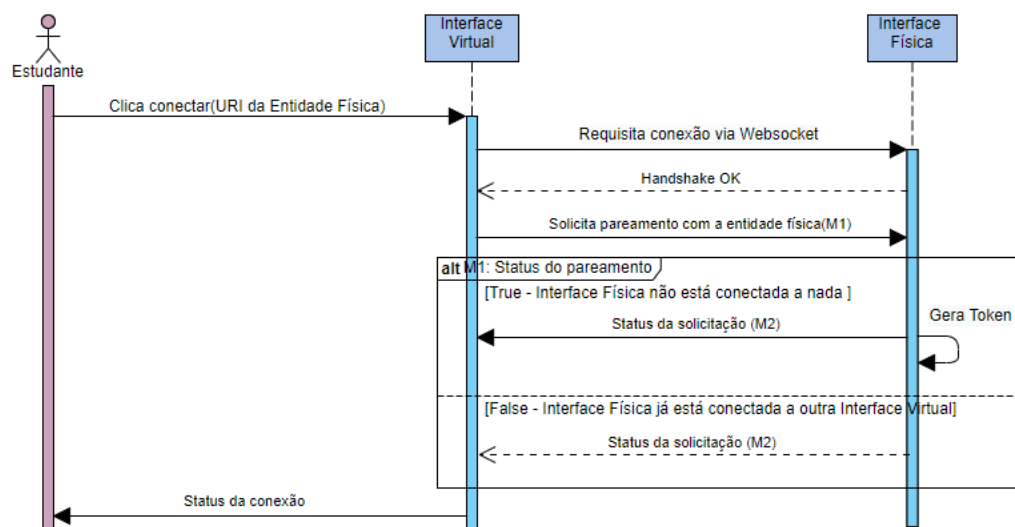 Interface
Virtual
Interface
Física
Estudante
Clica conectar(URI da Entidade Física)
Requisita conexão via Websocket
Handshake OK
Solicita pareamento com a entidade física(M1)
alt M1: Status do pareamento
[True - Interface Física não está conectada a nada ]
Gera Token
Status da solicitação (M2)
[False - Interface Física já está conectada a outra Interface Virtual]
Status da solicitação (M2)
Status da conexão